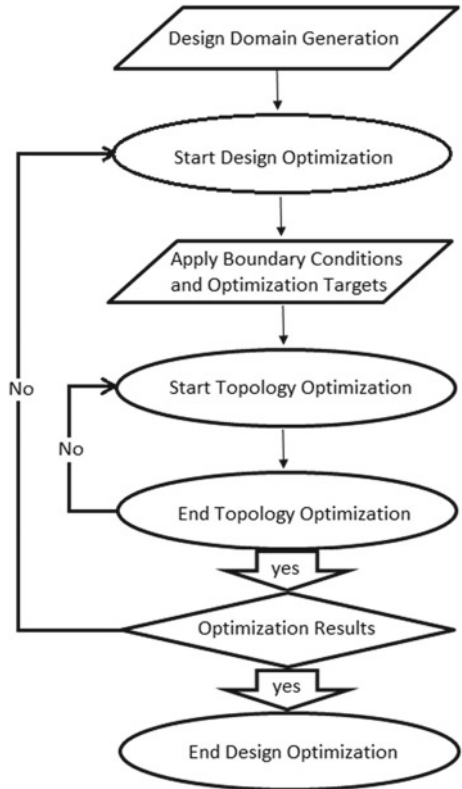 Design Domain Generation
Start Design Optimization
Apply Boundary Conditions
and Optimization Targets
No
Start Topology Optimization
No
End Topology Optimization
yes
Optimization Results
yes
End Design Optimization